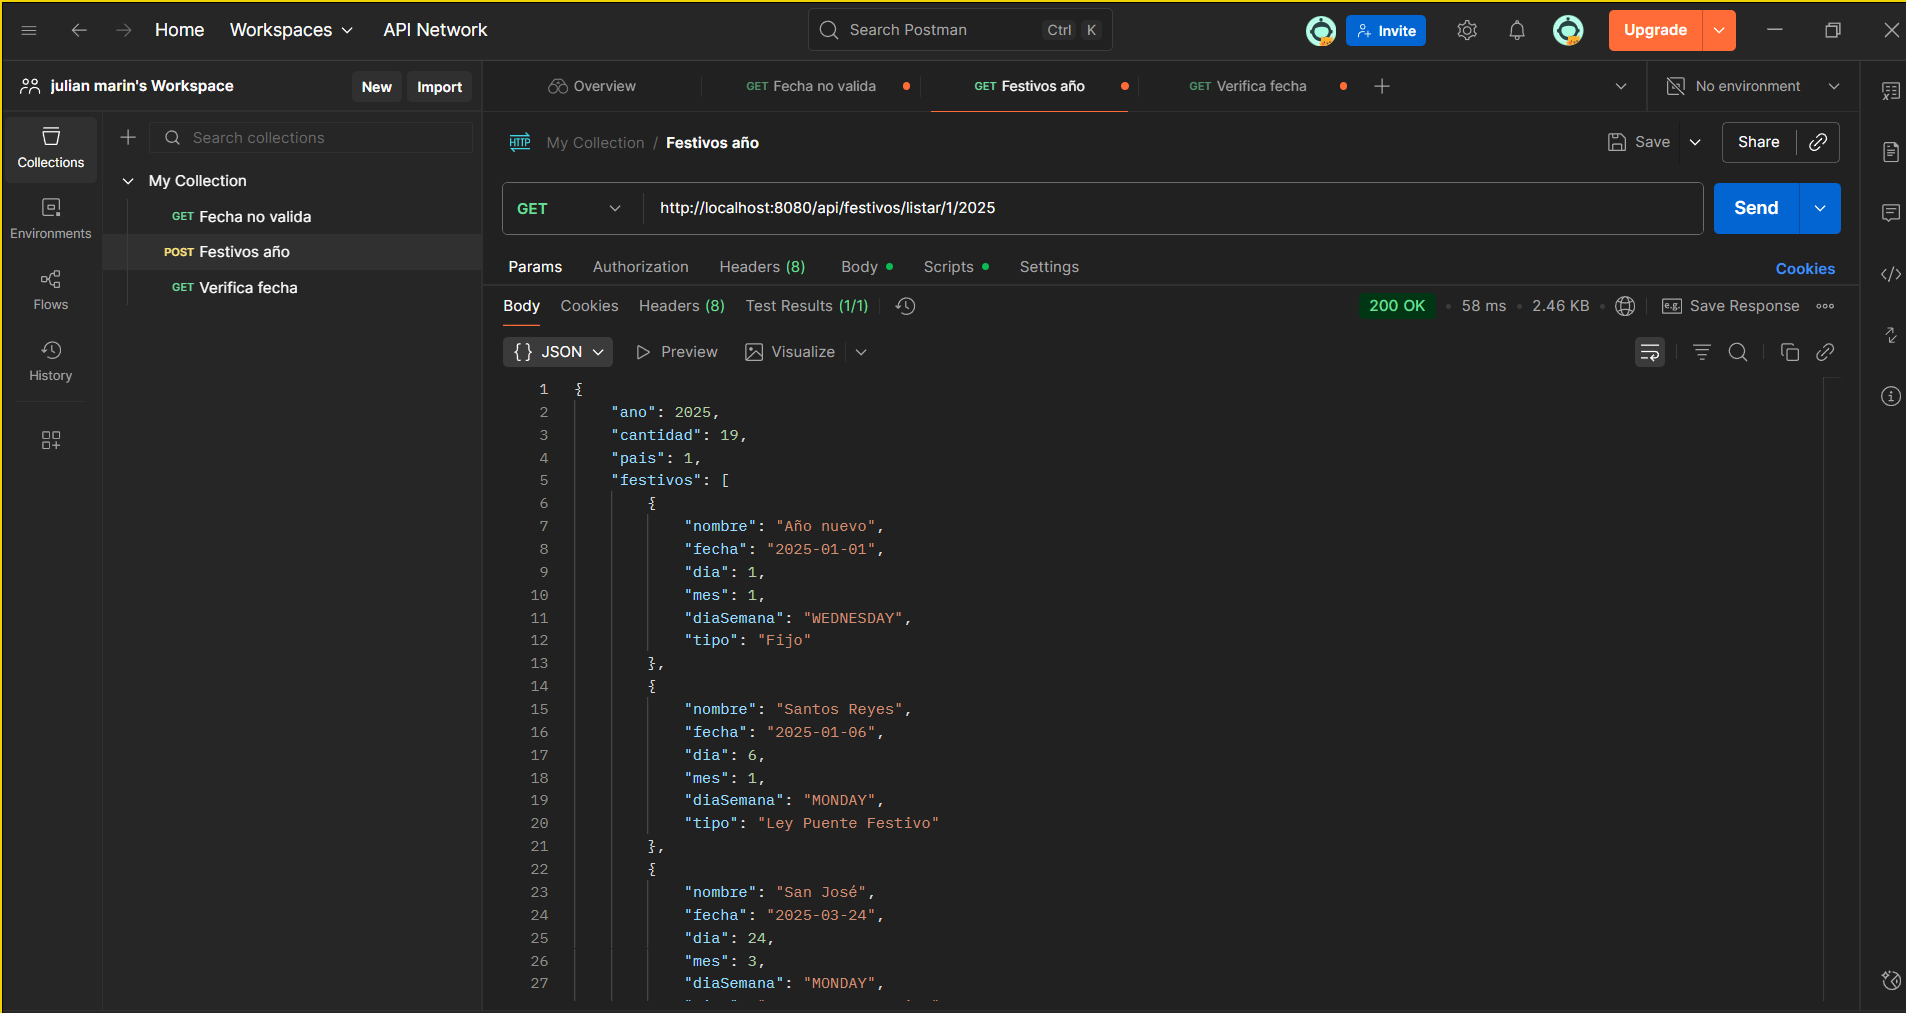 Home Workspaces API Network Search Postman Ctrl K Invite Upgrade
julian marin's Workspace New Import
Overview GET Fecha no valida GET Festivos año GET Verifica fecha No environment
Collections
Environments
Flows
History
Search collections
My Collection
GET Fecha no valida
POST Festivos año
GET Verifica fecha
HTTP My Collection / Festivos año Save Share
GET http://localhost:8080/api/festivos/listar/1/2025 Send
Params Authorization Headers (8) Body Scripts Settings Cookies
Body Cookies Headers (8) Test Results (1/1) 200 OK 58 ms 2.46 KB e.g. Save Response
{} JSON Preview Visualize
1 {
2 "ano": 2025,
3 "cantidad": 19,
4 "pais": 1,
5 "festivos": [
6 {
7 "nombre": "Año nuevo",
8 "fecha": "2025-01-01",
9 "dia": 1,
10 "mes": 1,
11 "diaSemana": "WEDNESDAY",
12 "tipo": "Fijo"
13 },
14 {
15 "nombre": "Santos Reyes",
16 "fecha": "2025-01-06",
17 "dia": 6,
18 "mes": 1,
19 "diaSemana": "MONDAY",
20 "tipo": "Ley Puente Festivo"
21 },
22 {
23 "nombre": "San José",
24 "fecha": "2025-03-24",
25 "dia": 24,
26 "mes": 3,
27 "diaSemana": "MONDAY",